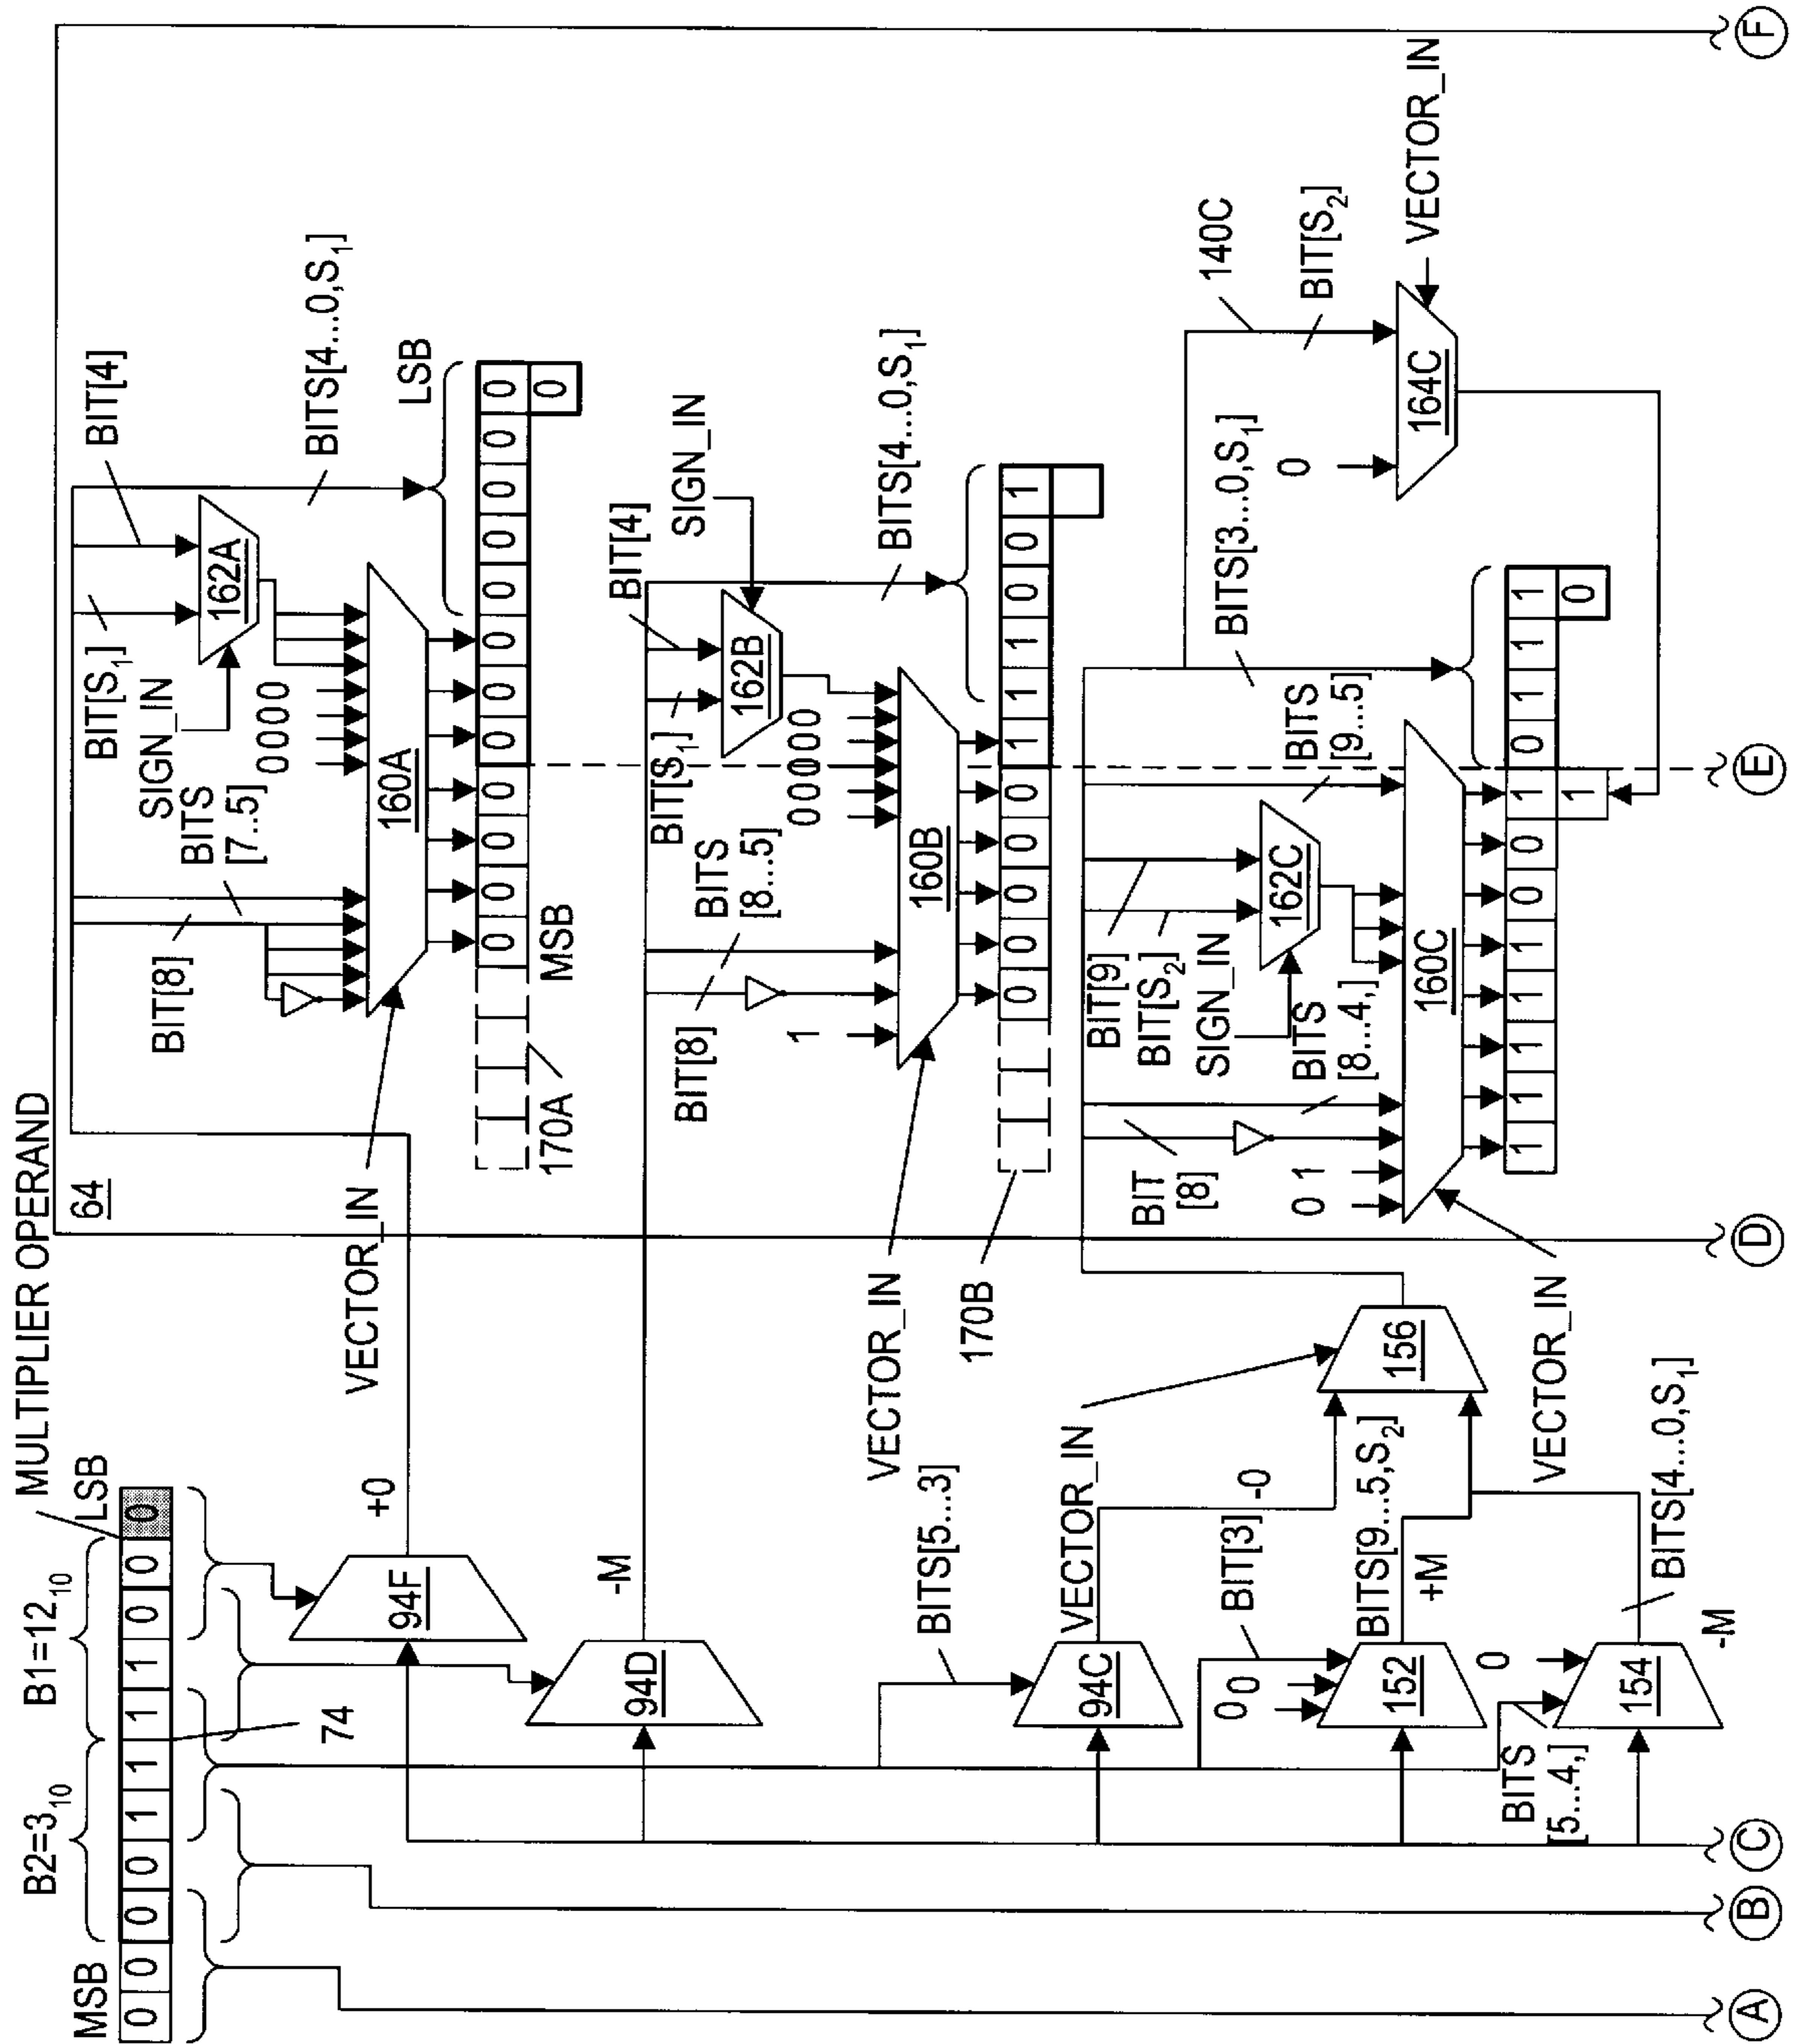 MULTIPLIER OPERAND
B2=3₁₀ B1=12₁₀
MSB LSB
0 0 0 0 1 1 1 1 0 0 0
74
64
94F
+0
94D
-M
BITS[5...3]
94C
VECTOR_IN
-0
BIT[3]
0 0
152
BITS[9...5,S₂]
+M
156
BITS
[5...4,]
0
154
BITS[4...0,S₁]
-M
VECTOR_IN
BIT[8]
BITS
[7..5]
0000
SIGN_IN
BIT[S₁]
BIT[4]
162A
160A
BITS[4...0,S₁]
LSB
0 0 0 0 0 0 0 0 0 0 0 0
0
MSB
170A
VECTOR_IN
BIT[8]
1
BITS
[8...5]
00000
BIT[S₁]
BIT[4]
SIGN_IN
162B
160B
BITS[4...0,S₁]
0 0 0 0 0 1 1 1 0 0 1
170B
VECTOR_IN
BIT
[8]
0 1
BITS
[8...4,]
SIGN_IN
BIT[S₂]
BIT[9]
162C
BITS
[9...5]
160C
BITS[3...0,S₁]
140C
BIT[S₂]
0
164C
VECTOR_IN
1 1 1 1 1 0 0 1 0 1 1 1
1 0
A
B
C
D
E
F